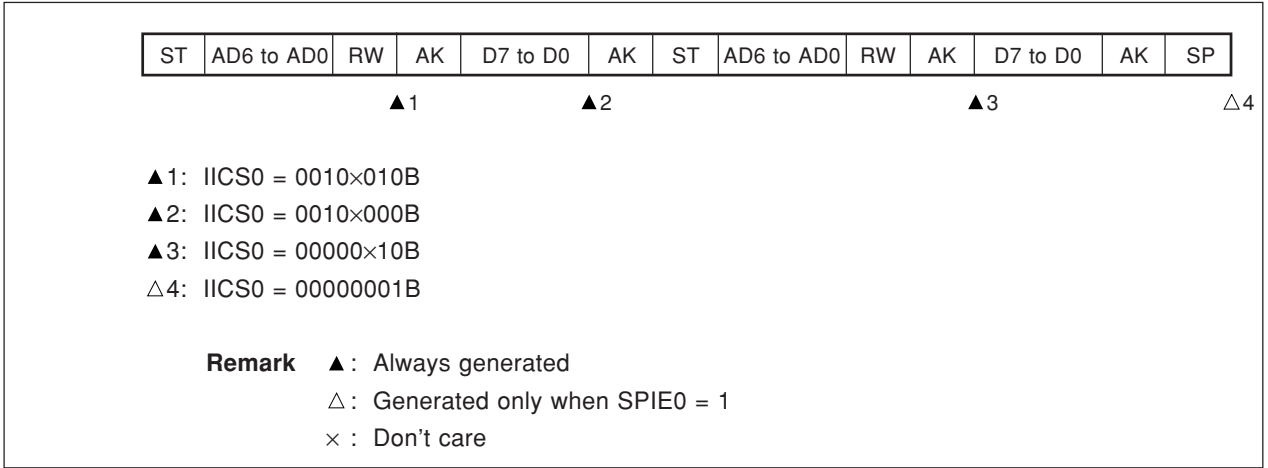 ST AD6 to AD0 RW AK D7 to D0 AK ST AD6 to AD0 RW AK D7 to D0 AK SP
▲1 ▲2 ▲3 △4
▲1: IICS0 = 0010×010B
▲2: IICS0 = 0010×000B
▲3: IICS0 = 00000×10B
△4: IICS0 = 00000001B
Remark ▲: Always generated
△: Generated only when SPIE0 = 1
× : Don't care